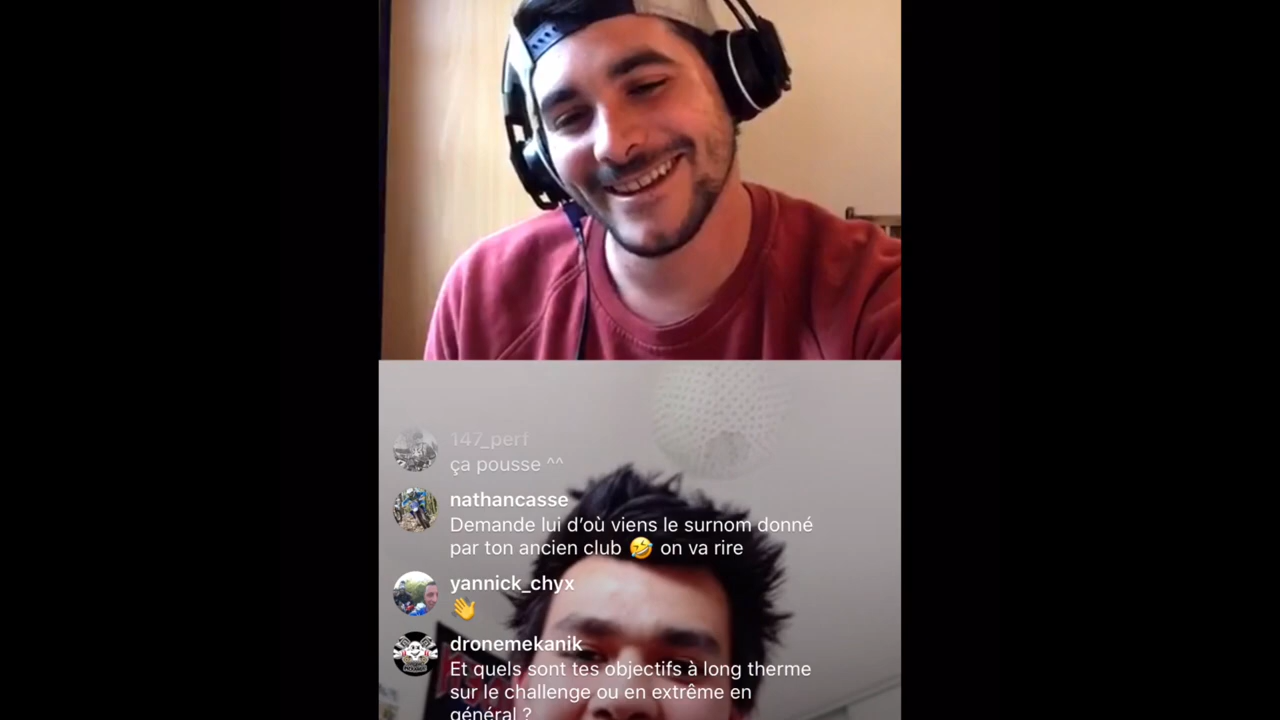 147_perf
ça pousse ^^
nathancasse
Demande lui d’où viens le surnom donné
par ton ancien club 🤣 on va rire
yannick_chyx
👋
dronemekanik
Et quels sont tes objectifs à long therme
sur le challenge ou en extrême en
général ?